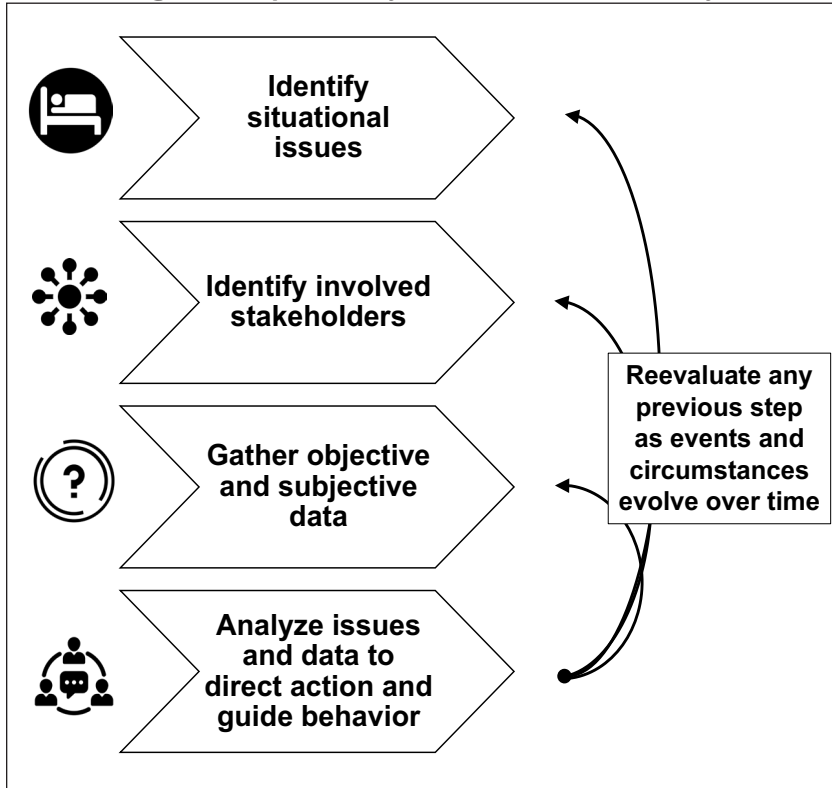 Identify
situational
issues
Identify involved
stakeholders
Gather objective
and subjective
data
?
Analyze issues
and data to
direct action and
guide behavior
Reevaluate any
previous step
as events and
circumstances
evolve over time